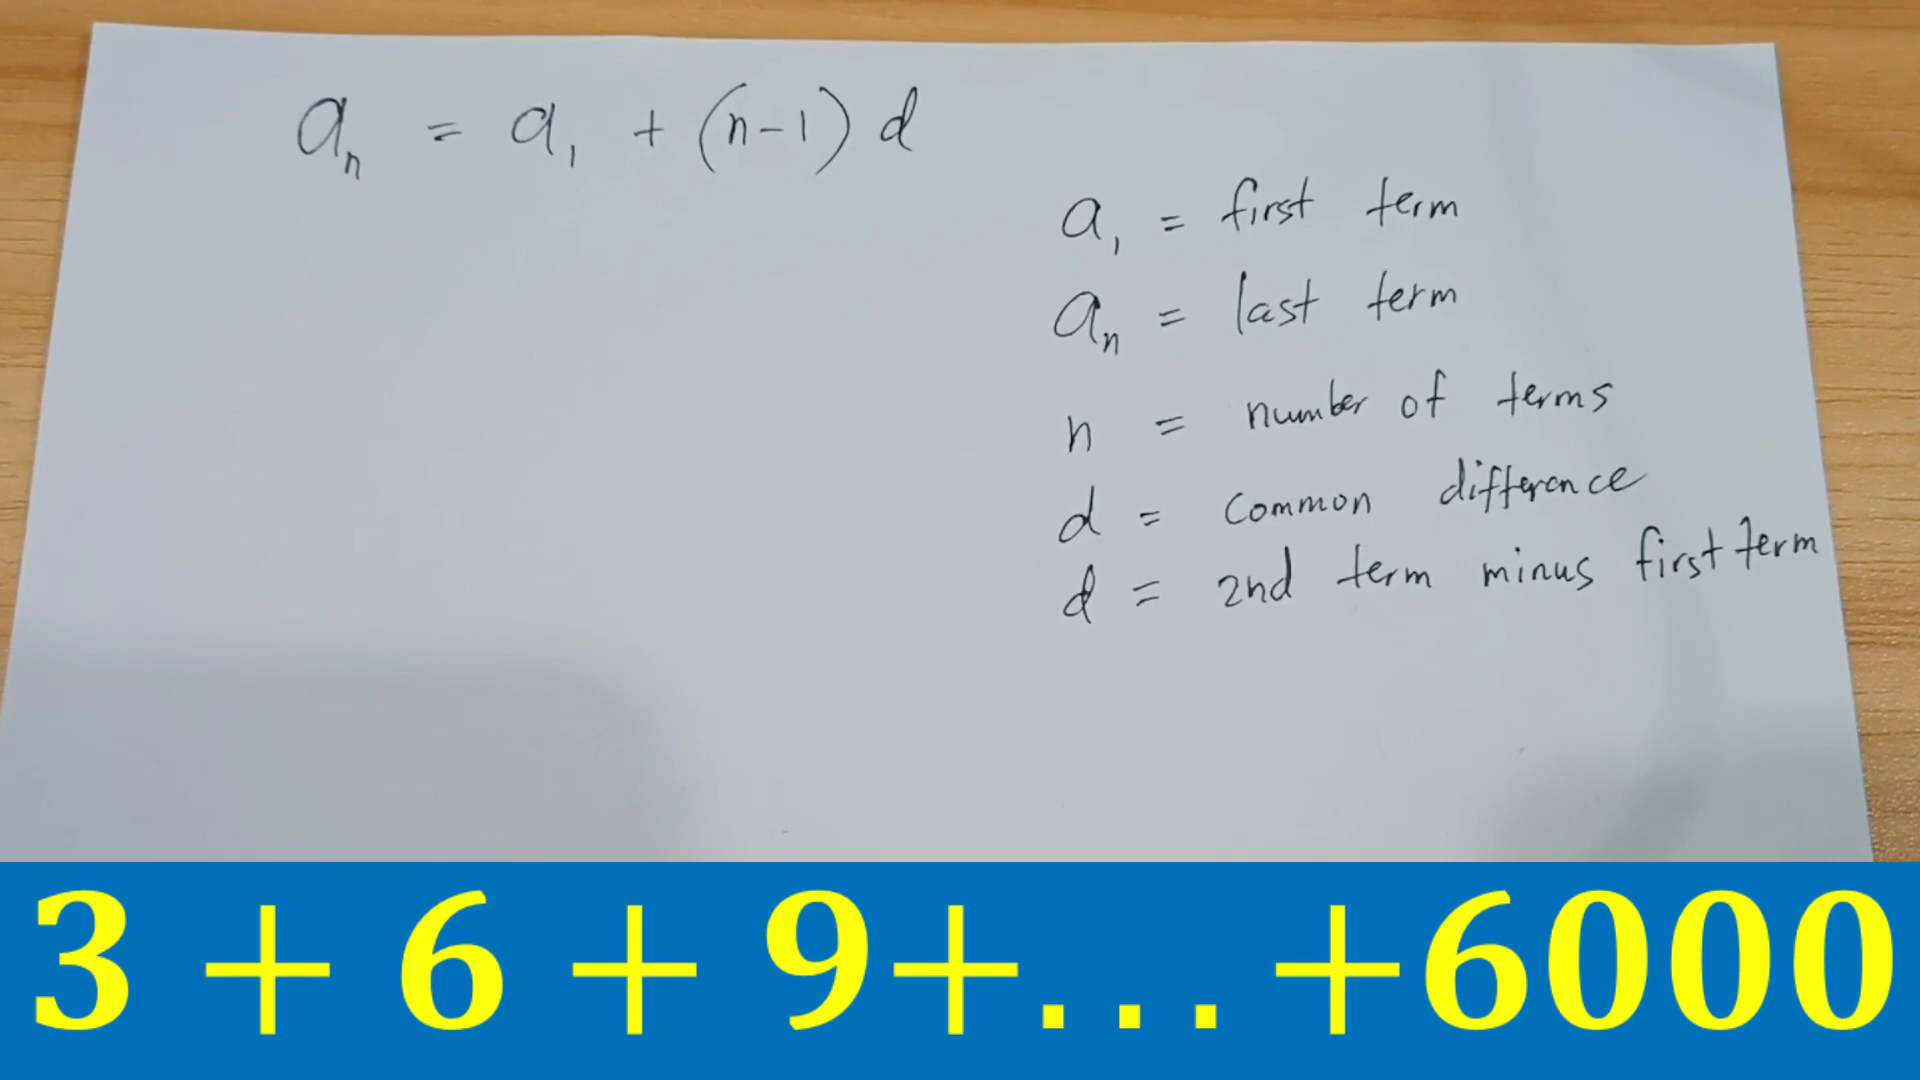 aₙ = a₁ + (n-1) d
a₁ = first term
aₙ = last term
n = number of terms
d = common difference
d = 2nd term minus first term
3 + 6 + 9+. . . +6000